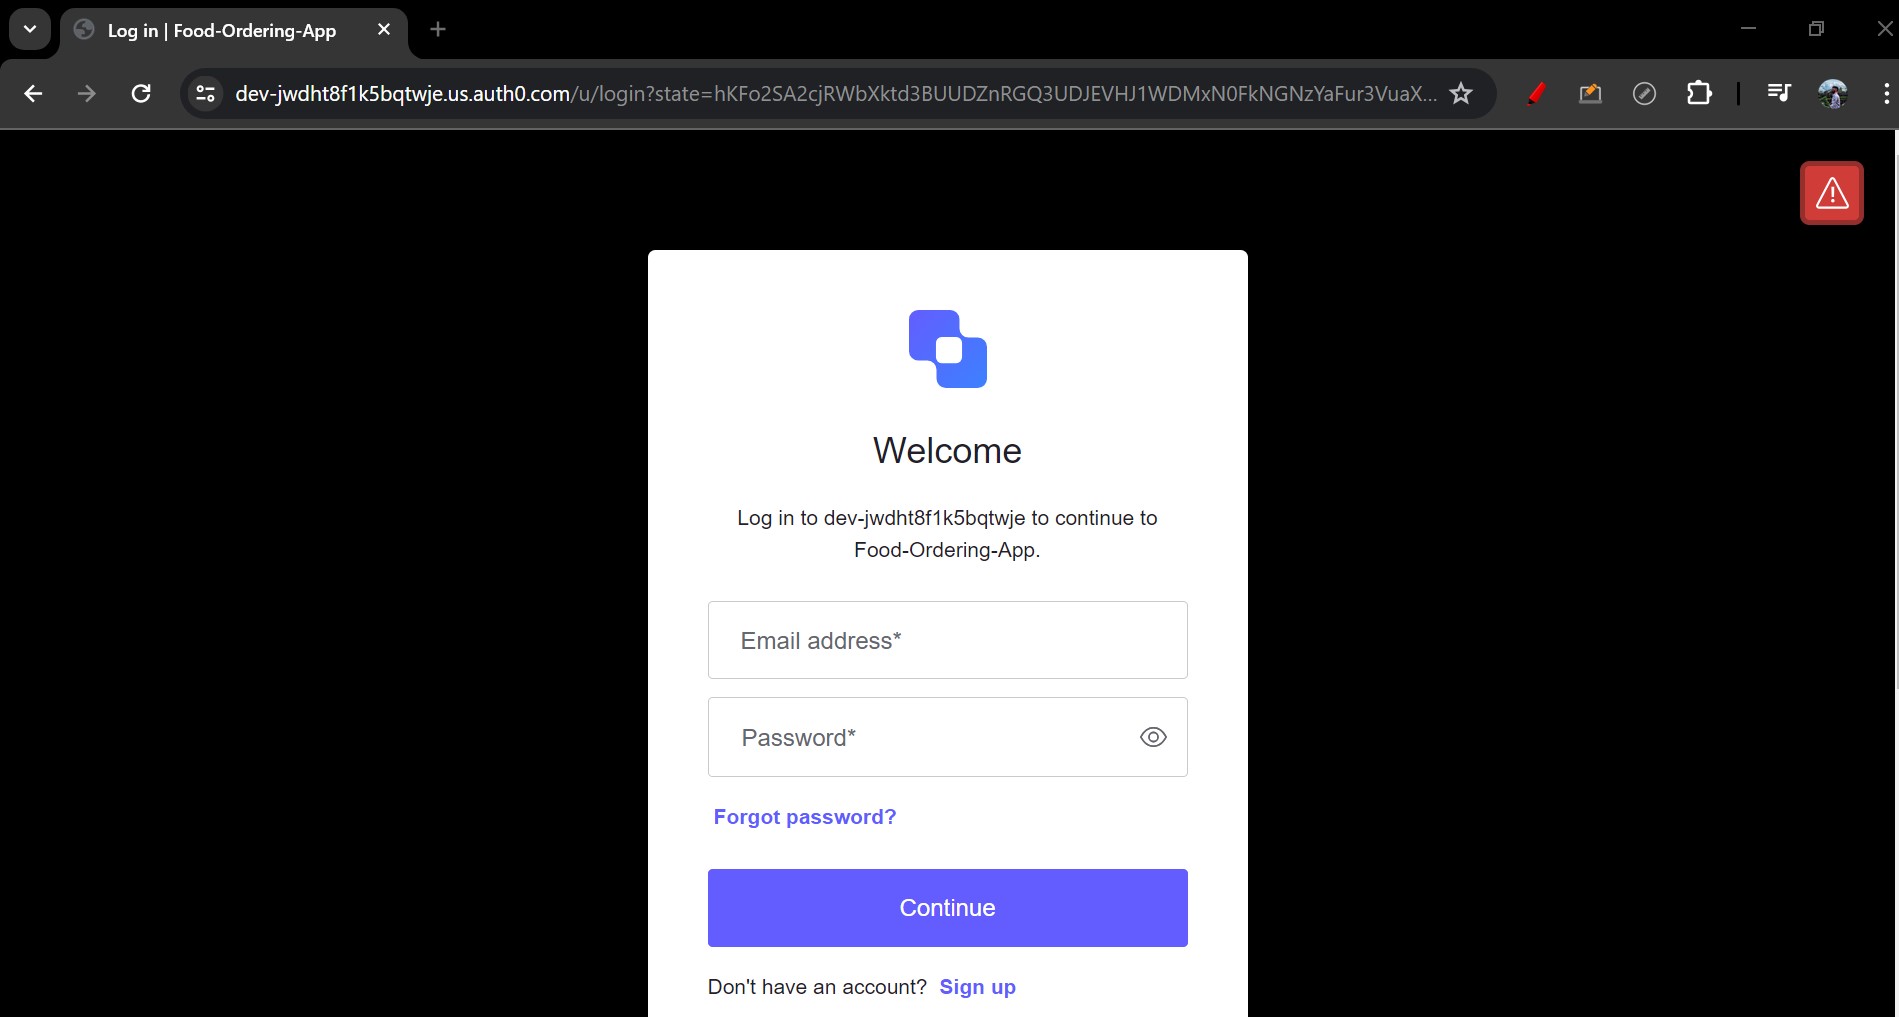 Log in | Food-Ordering-App
dev-jwdht8f1k5bqtwje.us.auth0.com/u/login?state=hKFo2SA2cjRWbXktd3BUUDZnRGQ3UDJEVHJ1WDMxN0FkNGNzYaFur3VuaX...
Welcome
Log in to dev-jwdht8f1k5bqtwje to continue to
Food-Ordering-App.
Email address*
Password*
Forgot password?
Continue
Don't have an account? Sign up